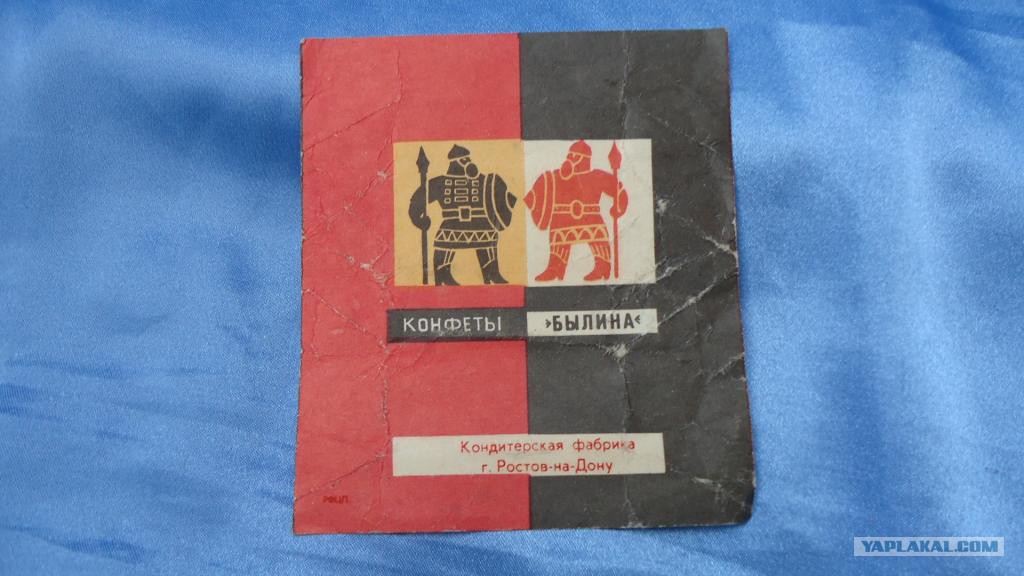 КОНФЕТЫ »БЫЛИНА«
Кондитерская фабрика
г. Ростов-на-Дону
YAPLAKAL.COM